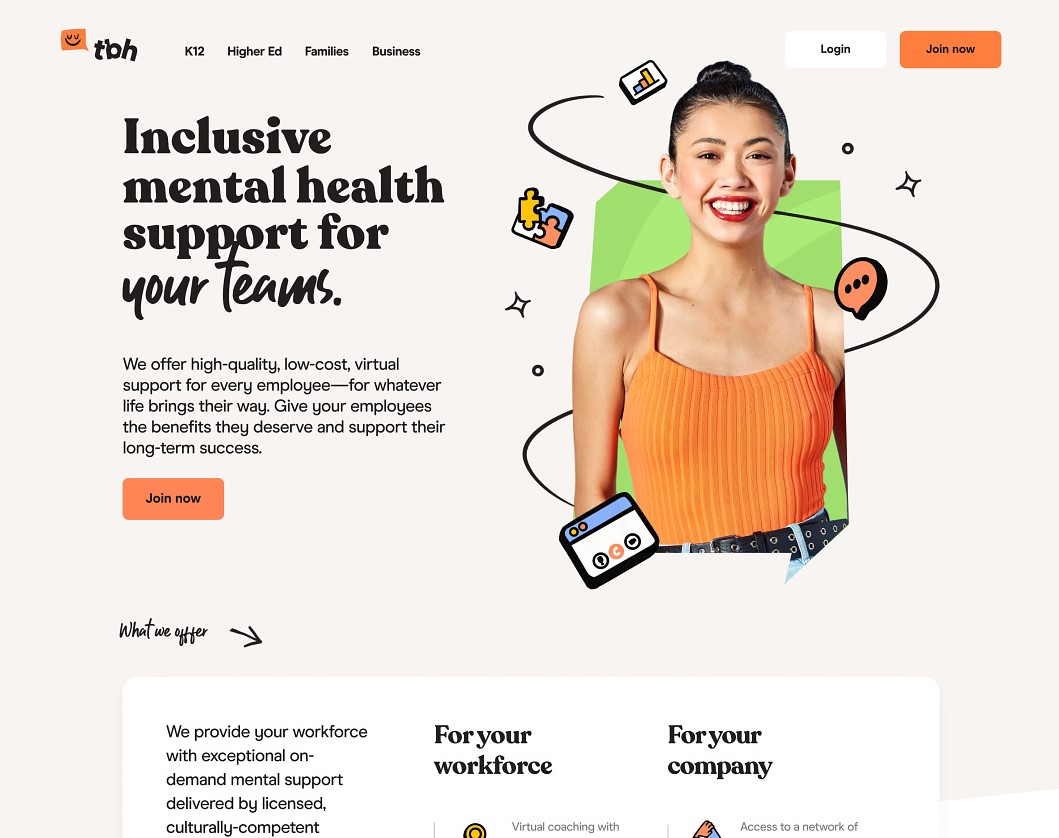 tbh
K12
Higher Ed
Families
Business
Login
Join now
Inclusive
mental health
support for
your teams.
We offer high-quality, low-cost, virtual
support for every employee—for whatever
life brings their way. Give your employees
the benefits they deserve and support their
long-term success.
Join now
What we offer
We provide your workforce
with exceptional on-
demand mental support
delivered by licensed,
culturally-competent
For your
workforce
Virtual coaching with
For your
company
Access to a network of